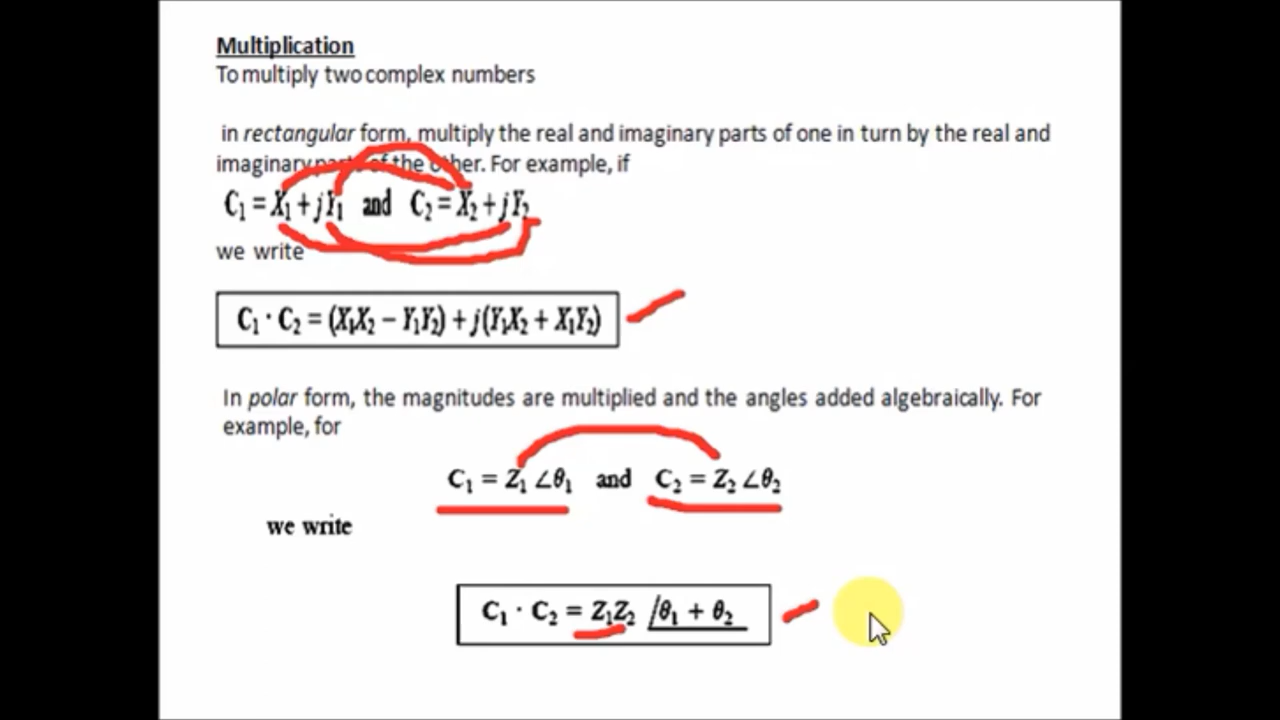 Multiplication
To multiply two complex numbers
in rectangular form, multiply the real and imaginary parts of one in turn by the real and
imaginary parts of the other. For example, if
C₁ = X₁ + jY₁ and C₂ = X₂ + jY₂
we write
C₁ · C₂ = (X₁X₂ − Y₁Y₂) + j(Y₁X₂ + X₁Y₂)
In polar form, the magnitudes are multiplied and the angles added algebraically. For
example, for
C₁ = Z₁ ∠θ₁ and C₂ = Z₂ ∠θ₂
we write
C₁ · C₂ = Z₁Z₂ /θ₁ + θ₂